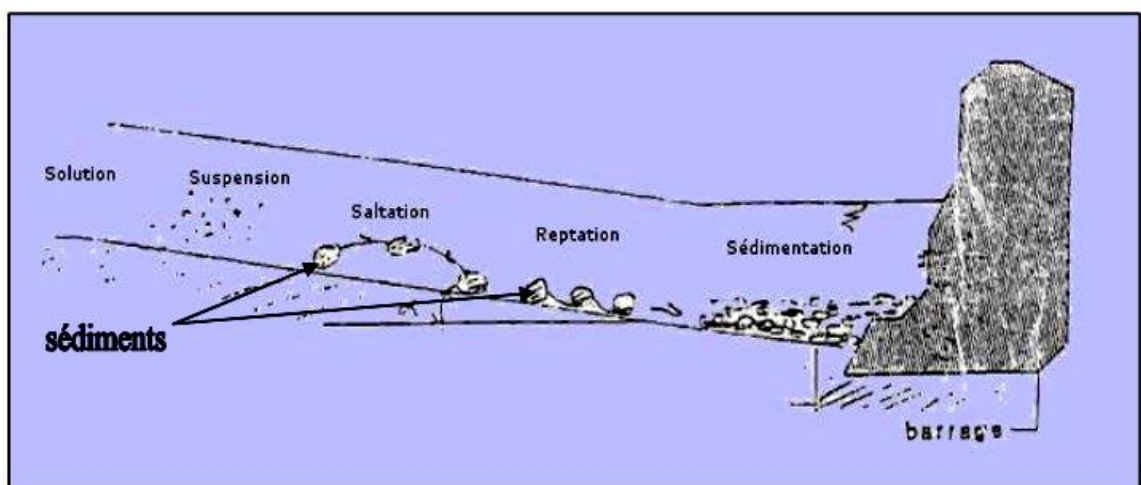 Solution
Suspension
Saltation
Reptation
Sédimentation
sédiments
barrage